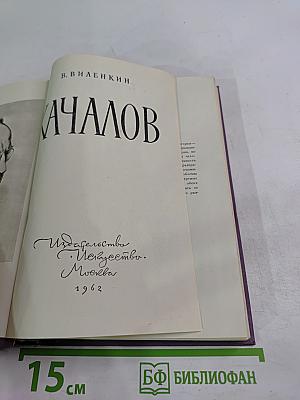 В. ВИЛЕНКИН
КАЧАЛОВ
Издательство
·Искусство·
Москва
1962
15 см
БФ БИБЛИОФАН